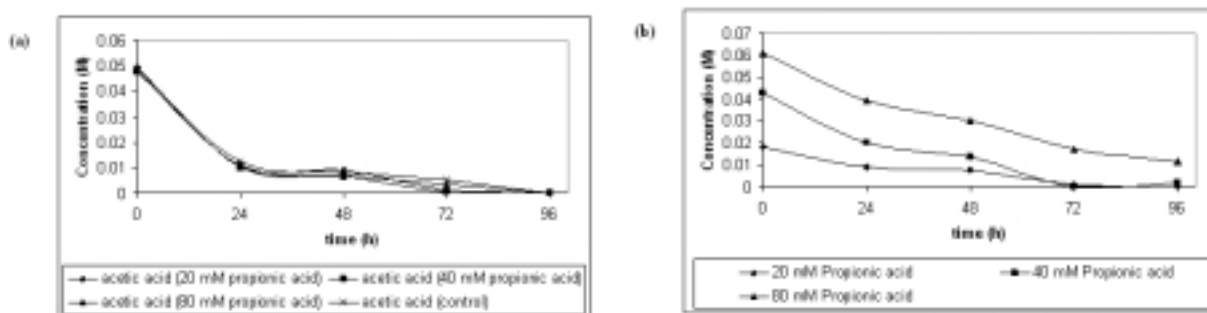 (a)
0.06
0.05
0.04
0.03
0.02
0.01
0
Concentration (M)
0 24 48 72 96
time (h)
acetic acid (20 mM propionic acid) acetic acid (40 mM propionic acid)
acetic acid (80 mM propionic acid) acetic acid (control)
(b)
0.07
0.06
0.05
0.04
0.03
0.02
0.01
0
Concentration (M)
0 24 48 72 96
time (h)
20 mM Propionic acid 40 mM Propionic acid
80 mM Propionic acid